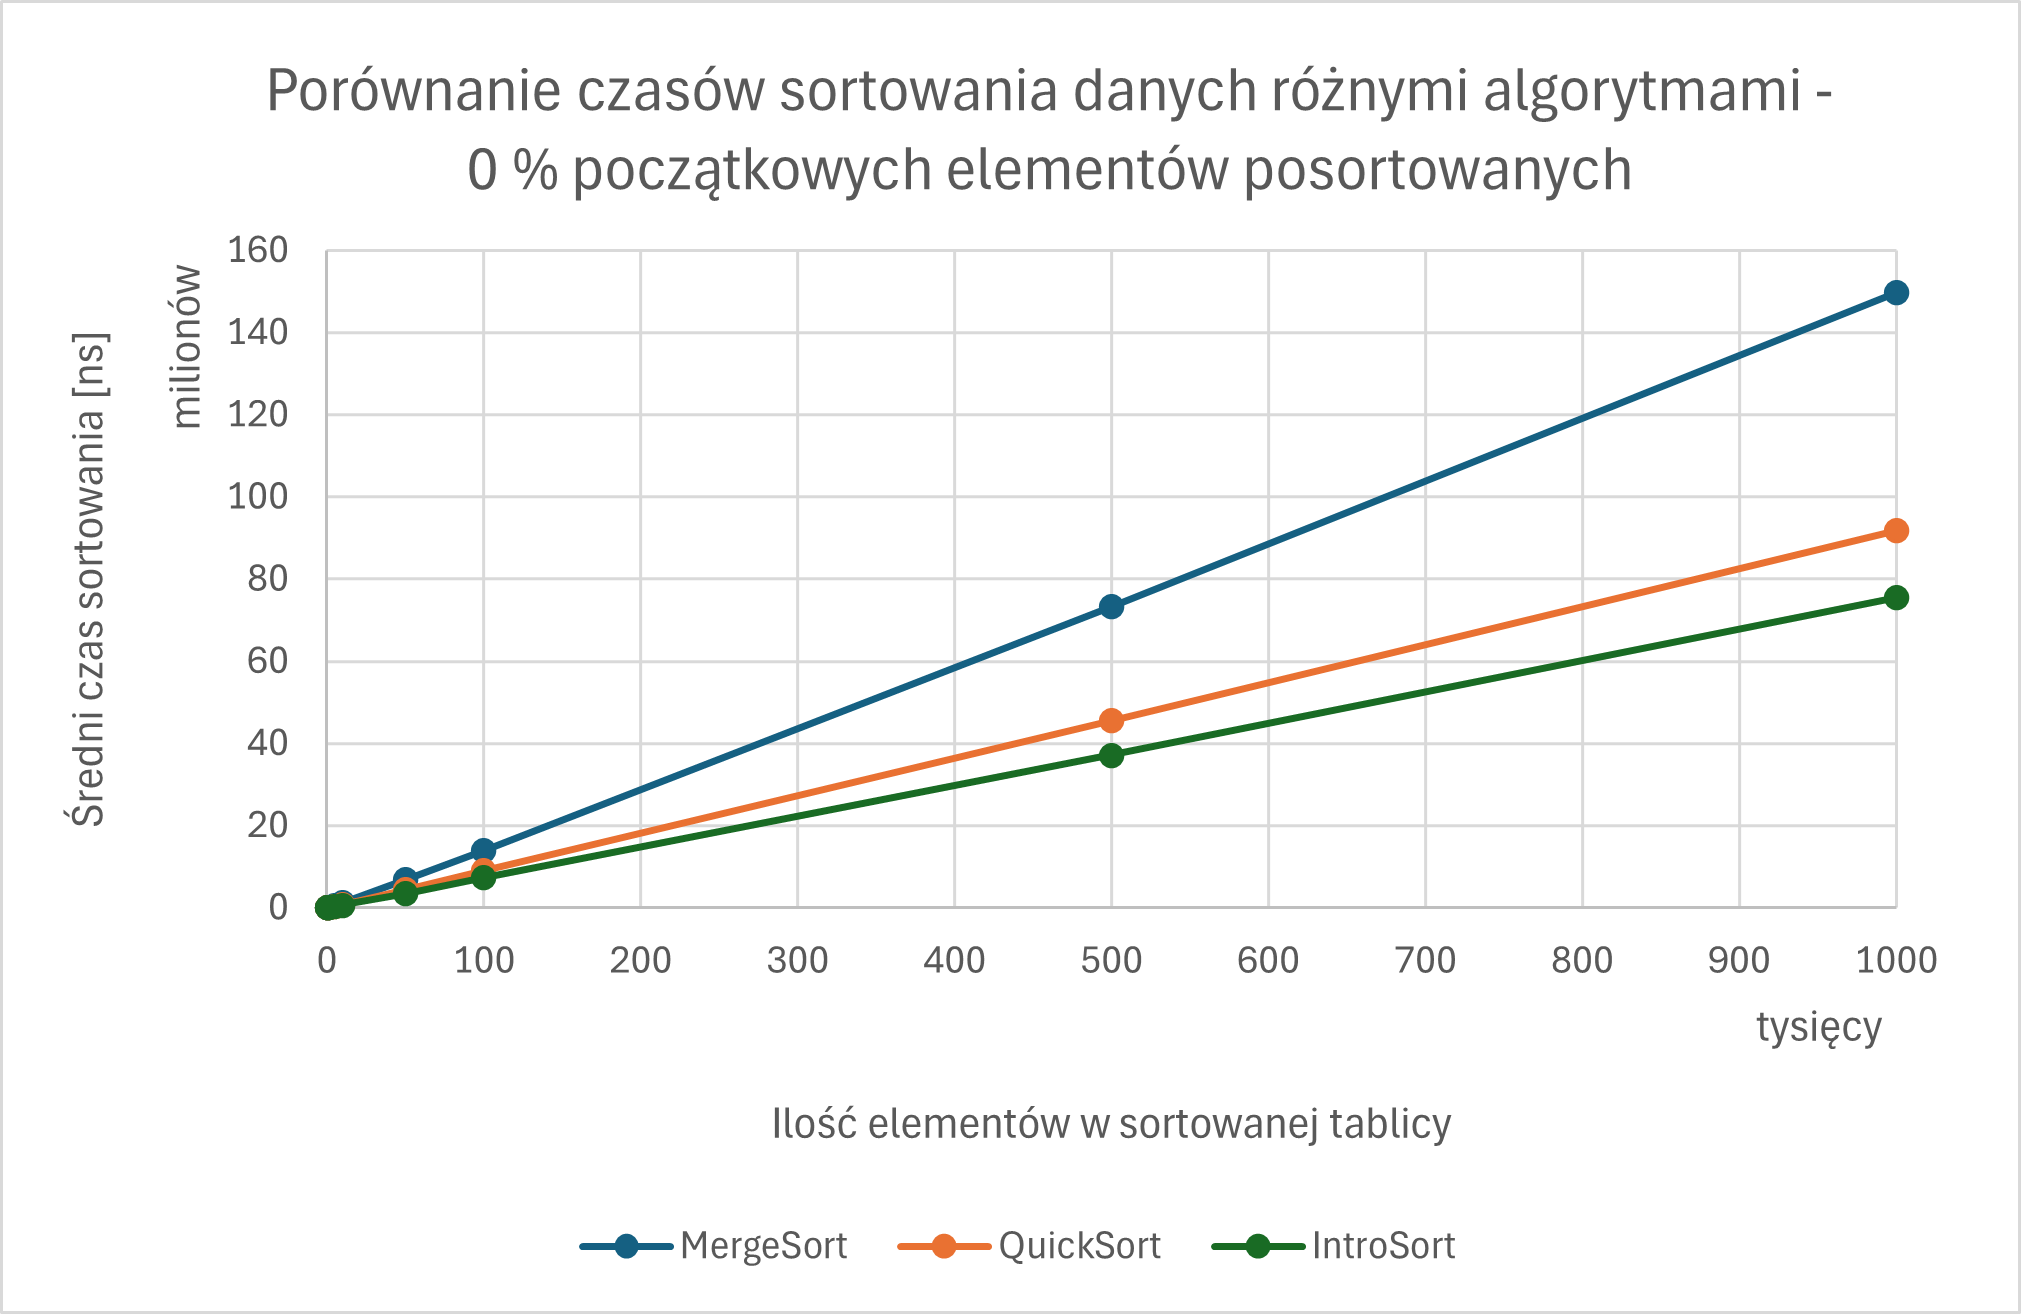 Porównanie czasów sortowania danych różnymi algorytmami -
0 % początkowych elementów posortowanych
Średni czas sortowania [ns]
milionów
160
140
120
100
80
60
40
20
0
0 100 200 300 400 500 600 700 800 900 1000
tysięcy
Ilość elementów w sortowanej tablicy
MergeSort QuickSort IntroSort